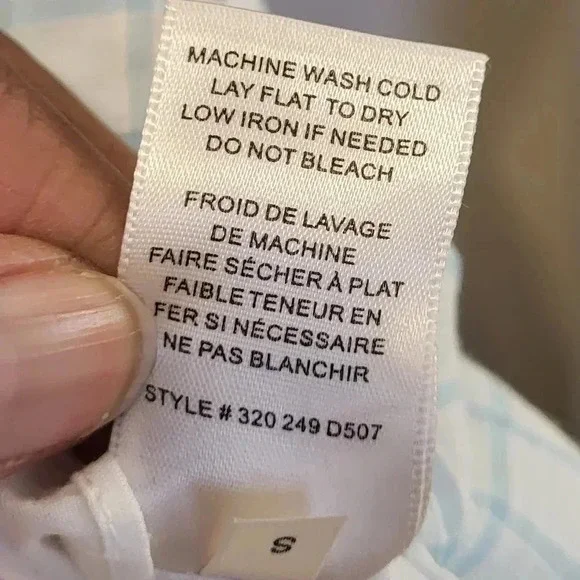 MACHINE WASH COLD
LAY FLAT TO DRY
LOW IRON IF NEEDED
DO NOT BLEACH
FROID DE LAVAGE
DE MACHINE
FAIRE SÉCHER À PLAT
FAIBLE TENEUR EN
FER SI NÉCESSAIRE
NE PAS BLANCHIR
STYLE # 320 249 D507
S